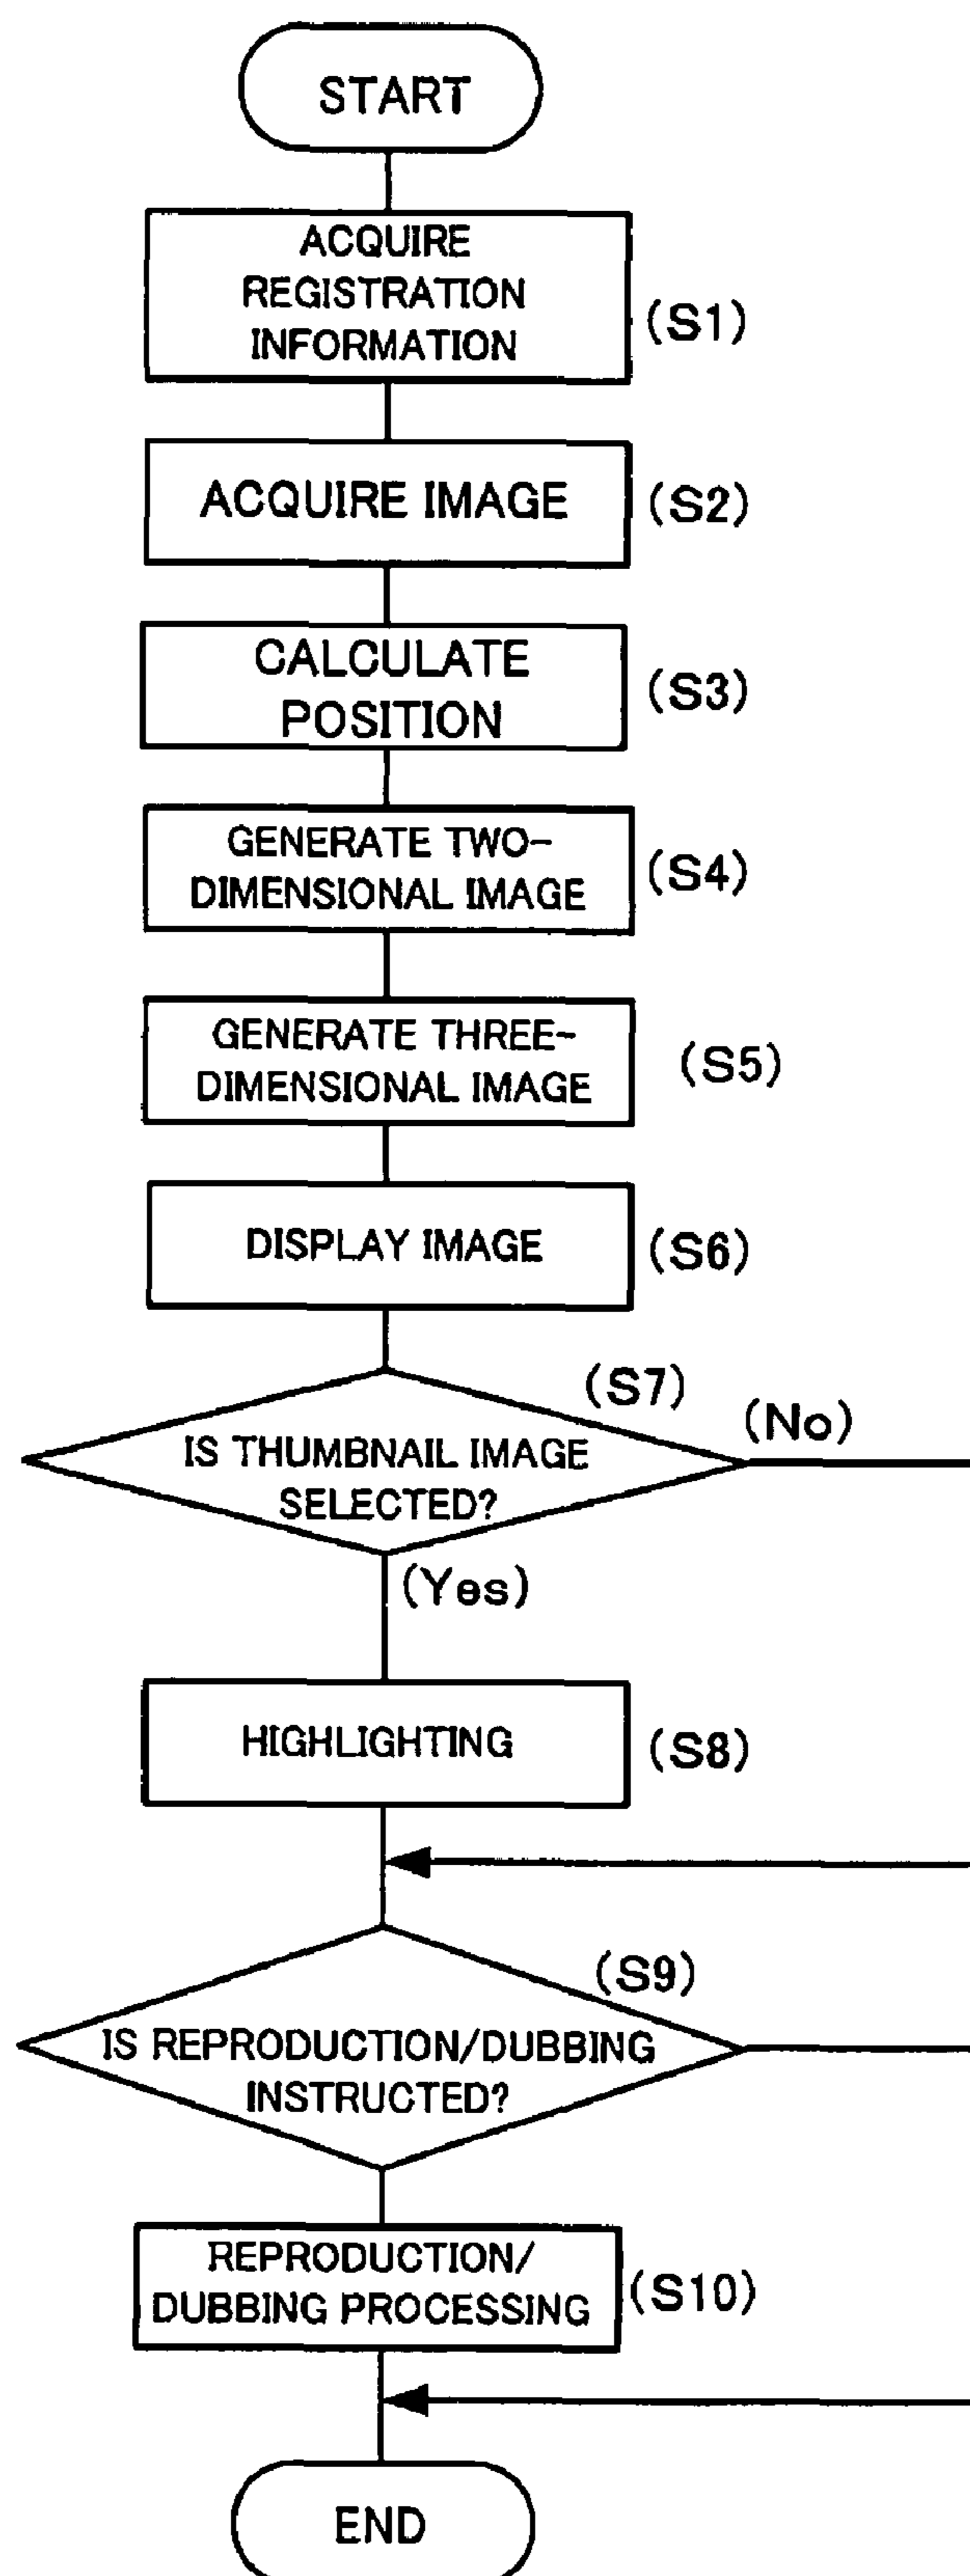 START
ACQUIRE
REGISTRATION
INFORMATION
(S1)
ACQUIRE IMAGE
(S2)
CALCULATE
POSITION
(S3)
GENERATE TWO-
DIMENSIONAL IMAGE
(S4)
GENERATE THREE-
DIMENSIONAL IMAGE
(S5)
DISPLAY IMAGE
(S6)
(S7)
(No)
IS THUMBNAIL IMAGE
SELECTED?
(Yes)
HIGHLIGHTING
(S8)
(S9)
IS REPRODUCTION/DUBBING
INSTRUCTED?
REPRODUCTION/
DUBBING PROCESSING
(S10)
END